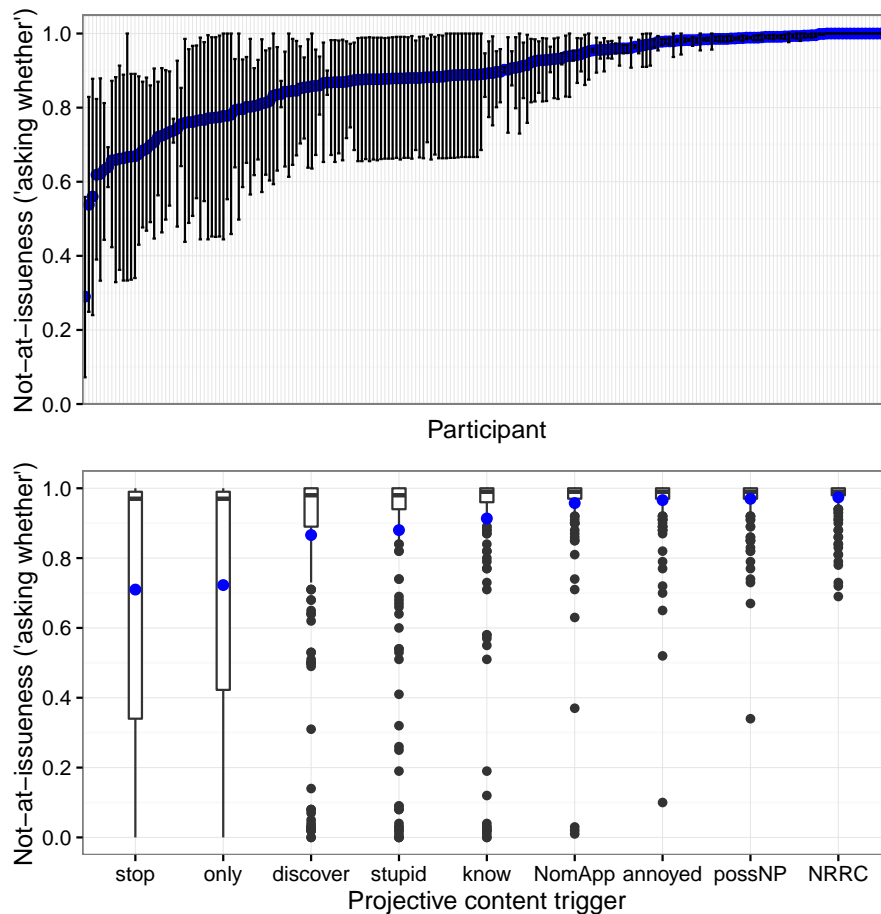 Not−at−issueness ('asking whether')
1.0
0.8
0.6
0.4
0.2
0.0
Participant
Not−at−issueness ('asking whether')
1.0
0.8
0.6
0.4
0.2
0.0
stop only discover stupid know NomApp annoyed possNP NRRC
Projective content trigger